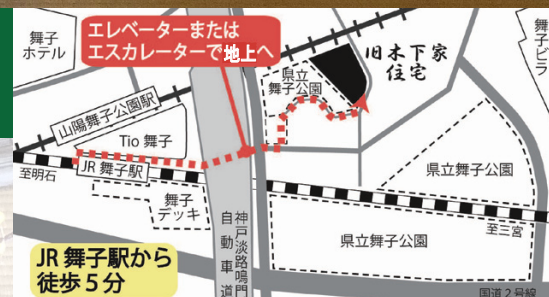 舞子
ホテル
エレベーターまたは
エスカレーターで地上へ
旧木下家
住宅
舞子ビラ
県立
舞子公園
山陽舞子公園駅
Tio 舞子
JR 舞子駅
至明石
舞子
デッキ
神戸淡路鳴門
自動車道
県立舞子公園
至三宮
県立舞子公園
JR 舞子駅から
徒歩5分
国道2号線